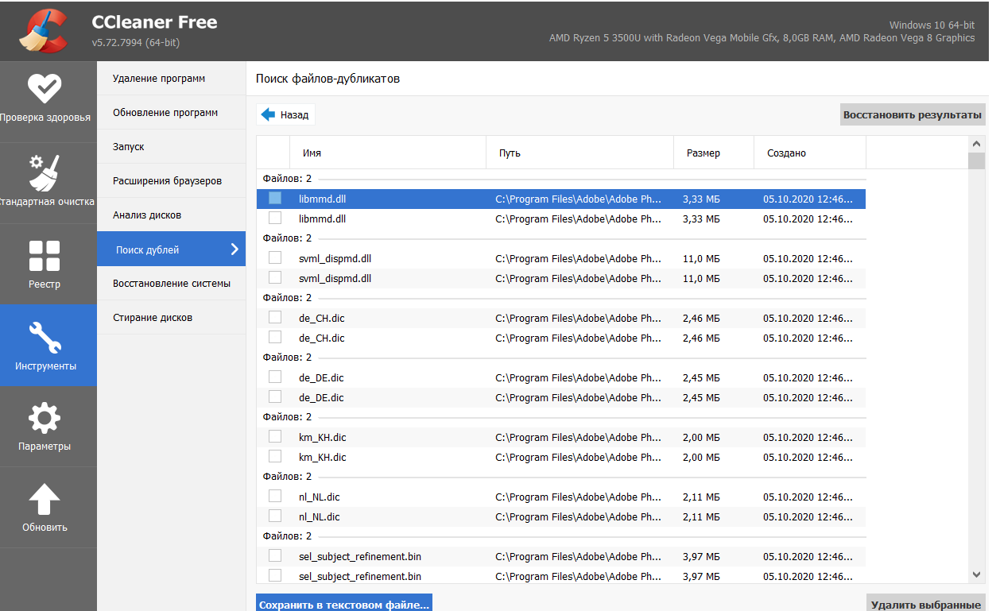 CCleaner Free
v5.72.7994 (64-bit)
Windows 10 64-bit
AMD Ryzen 5 3500U with Radeon Vega Mobile Gfx, 8,0GB RAM, AMD Radeon Vega 8 Graphics
Проверка здоровья
Стандартная очистка
Реестр
Инструменты
Параметры
Обновить
Удаление программ
Обновление программ
Запуск
Расширения браузеров
Анализ дисков
Поиск дублей
Восстановление системы
Стирание дисков
Поиск файлов-дубликатов
Назад
Восстановить результаты
Имя Путь Размер Создано
Файлов: 2
libmmd.dll C:\Program Files\Adobe\Adobe Ph... 3,33 МБ 05.10.2020 12:46...
libmmd.dll C:\Program Files\Adobe\Adobe Ph... 3,33 МБ 05.10.2020 12:46...
Файлов: 2
svml_dispmd.dll C:\Program Files\Adobe\Adobe Ph... 11,0 МБ 05.10.2020 12:46...
svml_dispmd.dll C:\Program Files\Adobe\Adobe Ph... 11,0 МБ 05.10.2020 12:46...
Файлов: 2
de_CH.dic C:\Program Files\Adobe\Adobe Ph... 2,46 МБ 05.10.2020 12:46...
de_CH.dic C:\Program Files\Adobe\Adobe Ph... 2,46 МБ 05.10.2020 12:46...
Файлов: 2
de_DE.dic C:\Program Files\Adobe\Adobe Ph... 2,45 МБ 05.10.2020 12:46...
de_DE.dic C:\Program Files\Adobe\Adobe Ph... 2,45 МБ 05.10.2020 12:46...
Файлов: 2
km_KH.dic C:\Program Files\Adobe\Adobe Ph... 2,00 МБ 05.10.2020 12:46...
km_KH.dic C:\Program Files\Adobe\Adobe Ph... 2,00 МБ 05.10.2020 12:46...
Файлов: 2
nl_NL.dic C:\Program Files\Adobe\Adobe Ph... 2,11 МБ 05.10.2020 12:46...
nl_NL.dic C:\Program Files\Adobe\Adobe Ph... 2,11 МБ 05.10.2020 12:46...
Файлов: 2
sel_subject_refinement.bin C:\Program Files\Adobe\Adobe Ph... 3,97 МБ 05.10.2020 12:46...
sel_subject_refinement.bin C:\Program Files\Adobe\Adobe Ph... 3,97 МБ 05.10.2020 12:46...
Сохранить в текстовом файле...
Удалить выбранные